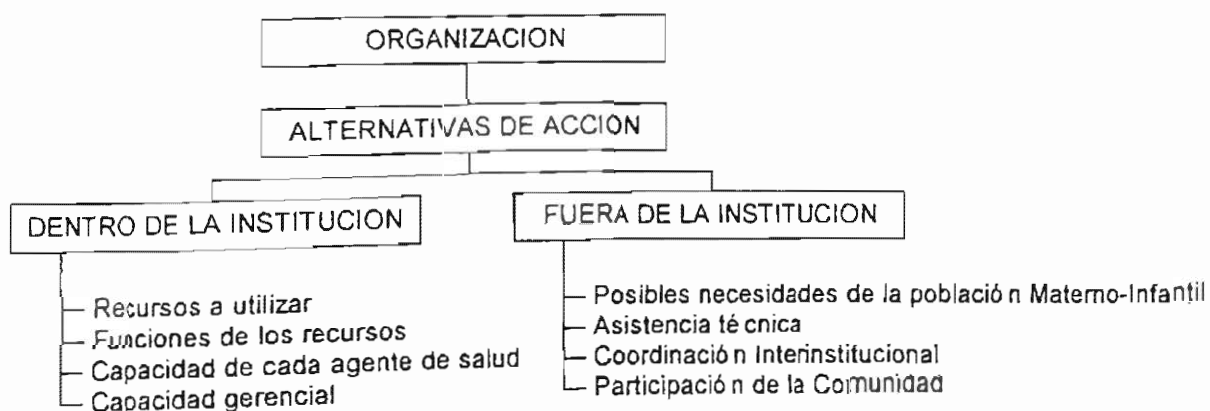 ORGANIZACION
ALTERNATIVAS DE ACCION
DENTRO DE LA INSTITUCION
Recursos a utilizar
Funciones de los recursos
Capacidad de cada agente de salud
Capacidad gerencial
FUERA DE LA INSTITUCION
Posibles necesidades de la població n Materno-Infantil
Asistencia té cnica
Coordinació n Interinstitucional
Participació n de la Comunidad